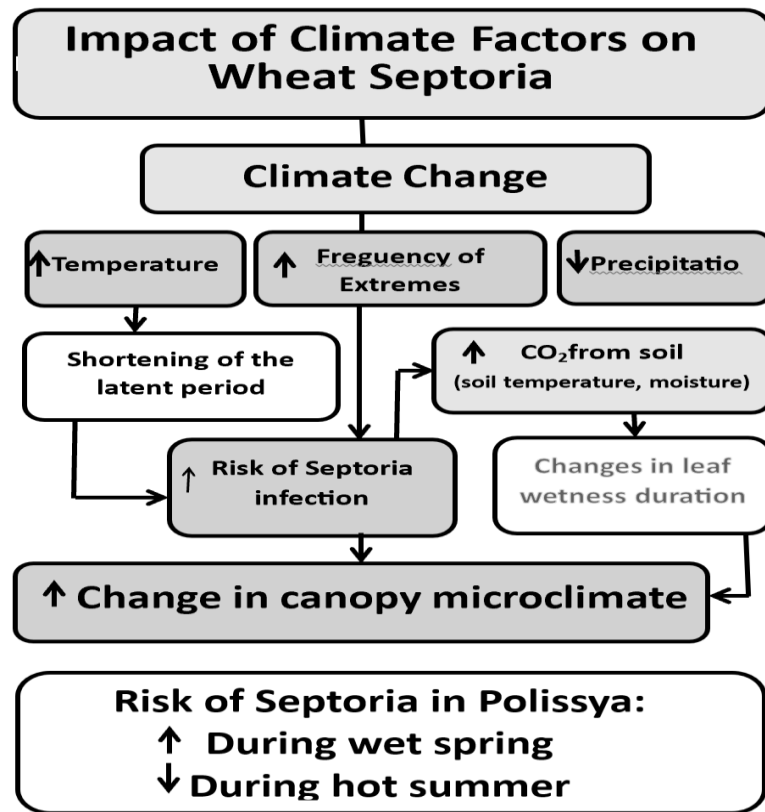 Impact of Climate Factors on
Wheat Septoria
Climate Change
↑Temperature
↑ Freguency of
Extremes
↓Precipitatio
Shortening of the
latent period
↑ CO₂from soil
(soil temperature, moisture)
↑ Risk of Septoria
infection
Changes in leaf
wetness duration
↑ Change in canopy microclimate
Risk of Septoria in Polissya:
↑ During wet spring
↓ During hot summer